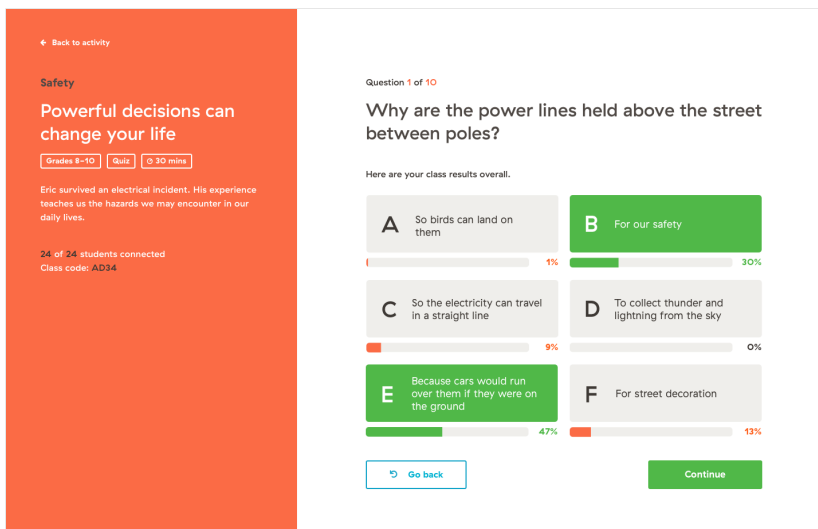 Back to activity
Safety
Powerful decisions can
change your life
Grades 8-10 Quiz 30 mins
Eric survived an electrical incident. His experience
teaches us the hazards we may encounter in our
daily lives.
24 of 24 students connected
Class code: AD34
Question 1 of 10
Why are the power lines held above the street
between poles?
Here are your class results overall.
A So birds can land on
them
1%
B For our safety
30%
C So the electricity can travel
in a straight line
9%
D To collect thunder and
lightning from the sky
0%
E Because cars would run
over them if they were on
the ground
47%
F For street decoration
13%
Go back
Continue